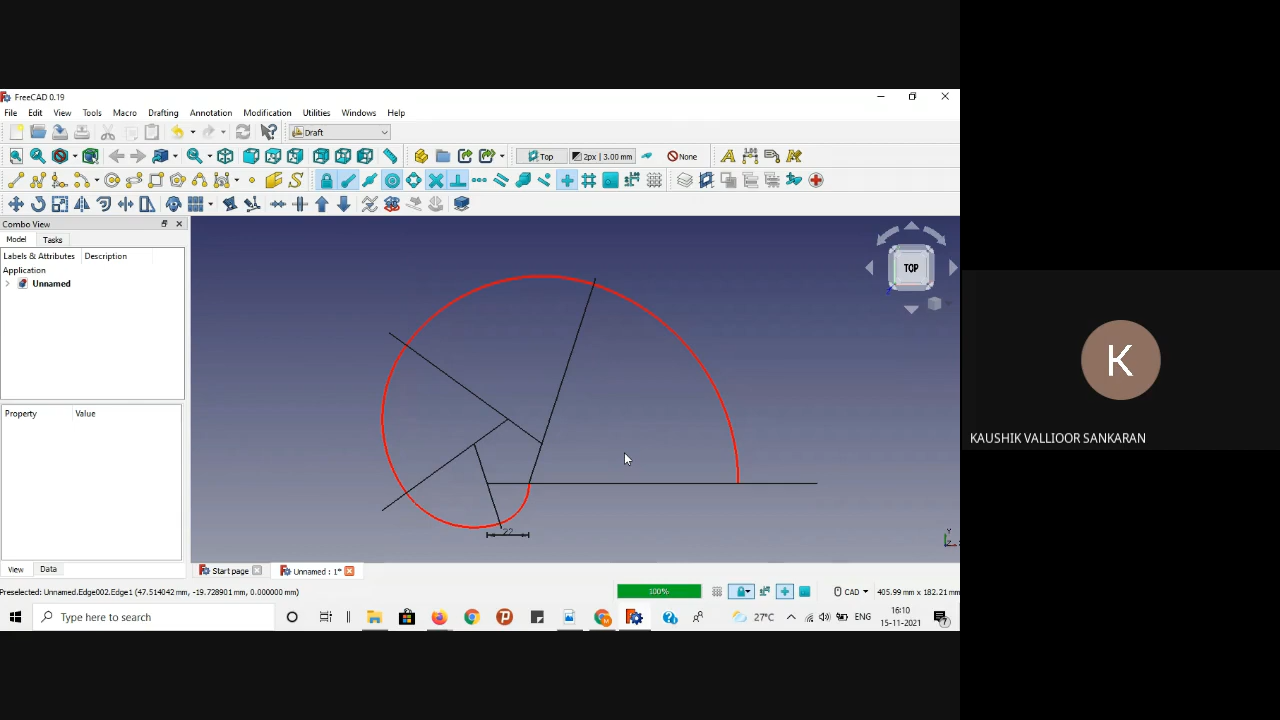 FreeCAD 0.19
File Edit View Tools Macro Drafting Annotation Modification Utilities Windows Help
Draft
Top 2px | 3.00 mm None
Combo View
Model Tasks
Labels & Attributes Description
Application
Unnamed
TOP
K
KAUSHIK VALLIOOR SANKARAN
Property Value
22
Y
View Data
Start page Unnamed : 1*
Preselected: Unnamed.Edge002.Edge1 (47.514042 mm, -19.728901 mm, 0.000000 mm) 100% CAD 405.99 mm x 182.21 mm
Type here to search 27°C ENG 16:10
15-11-2021
7